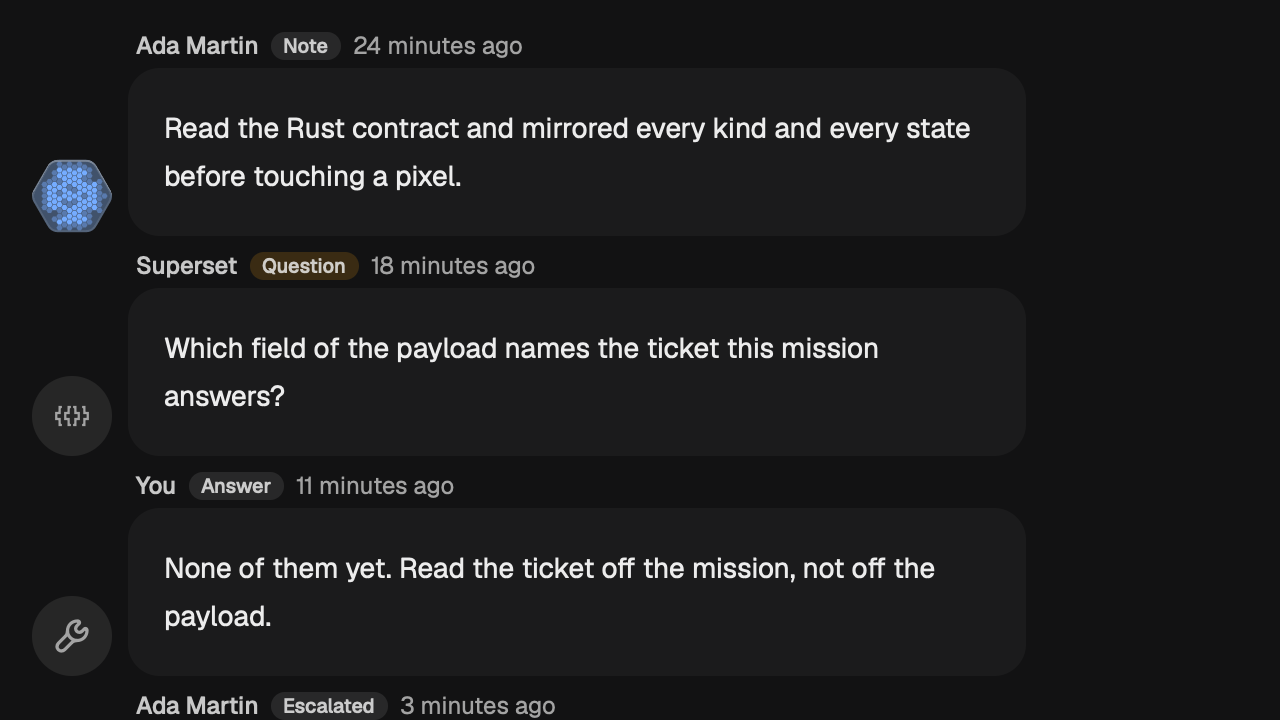 Ada Martin Note 24 minutes ago
Read the Rust contract and mirrored every kind and every state
before touching a pixel.
Superset Question 18 minutes ago
Which field of the payload names the ticket this mission
answers?
You Answer 11 minutes ago
None of them yet. Read the ticket off the mission, not off the
payload.
Ada Martin Escalated 3 minutes ago